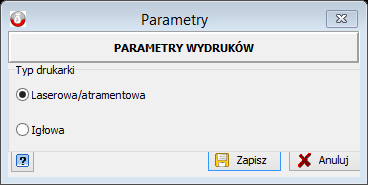 Parametry
PARAMETRY WYDRUKÓW
Typ drukarki
Laserowa/atramentowa
Igłowa
? Zapisz Anuluj